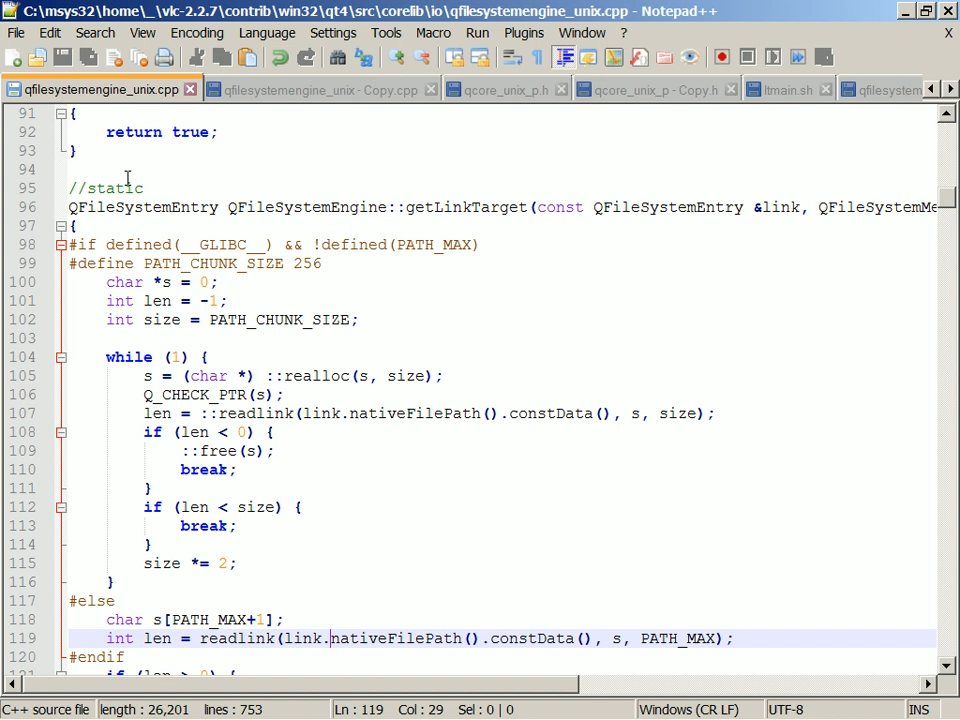 C:\msys32\home\_\vlc-2.2.7\contrib\win32\qt4\src\corelib\io\qfilesystemengine_unix.cpp - Notepad++
File Edit Search View Encoding Language Settings Tools Macro Run Plugins Window ? X
qfilesystemengine_unix.cpp qfilesystemengine_unix - Copy.cpp qcore_unix_p.h qcore_unix_p - Copy.h ltmain.sh qfilesystem
91 {
92     return true;
93 }
94
95 //static
96 QFileSystemEntry QFileSystemEngine::getLinkTarget(const QFileSystemEntry &link, QFileSystemMe
97 {
98 #if defined(__GLIBC__) && !defined(PATH_MAX)
99 #define PATH_CHUNK_SIZE 256
100     char *s = 0;
101     int len = -1;
102     int size = PATH_CHUNK_SIZE;
103
104     while (1) {
105         s = (char *) ::realloc(s, size);
106         Q_CHECK_PTR(s);
107         len = ::readlink(link.nativeFilePath().constData(), s, size);
108         if (len < 0) {
109             ::free(s);
110             break;
111         }
112         if (len < size) {
113             break;
114         }
115         size *= 2;
116     }
117 #else
118     char s[PATH_MAX+1];
119     int len = readlink(link.nativeFilePath().constData(), s, PATH_MAX);
120 #endif
121     if (len > 0) {
C++ source file length : 26,201 lines : 753 Ln : 119 Col : 29 Sel : 0 | 0 Windows (CR LF) UTF-8 INS